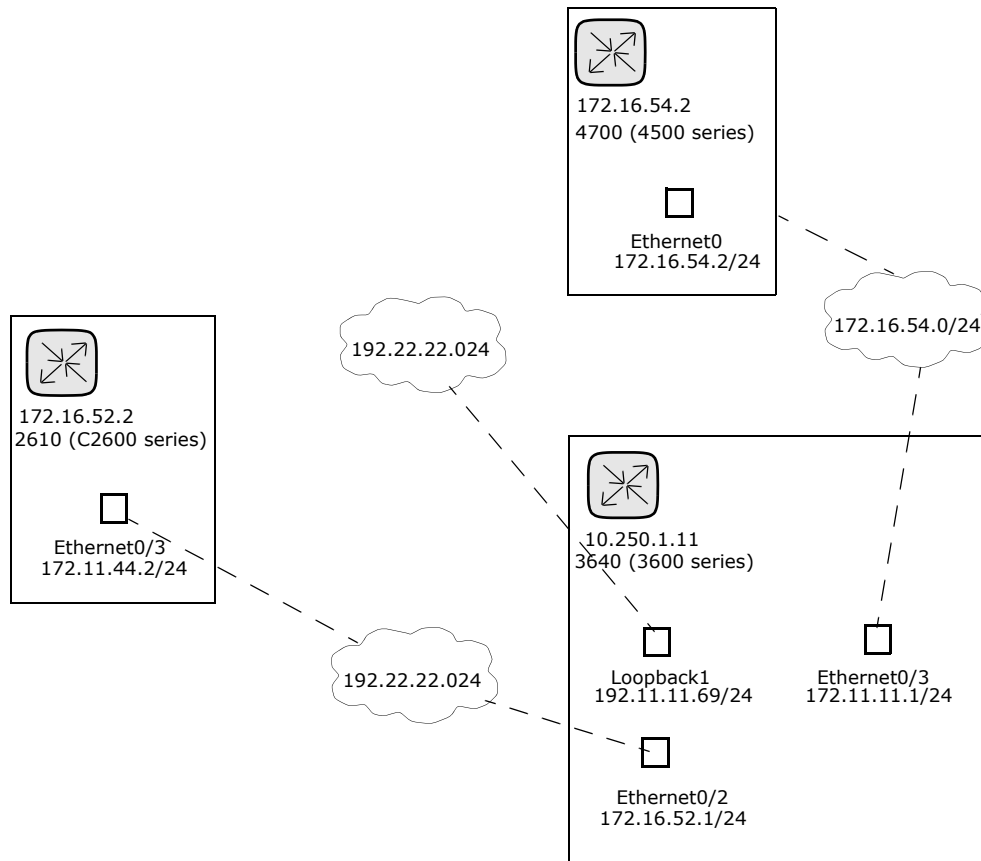 172.16.54.2
4700 (4500 series)
Ethernet0
172.16.54.2/24
172.16.54.0/24
192.22.22.024
172.16.52.2
2610 (C2600 series)
Ethernet0/3
172.11.44.2/24
10.250.1.11
3640 (3600 series)
192.22.22.024
Loopback1
192.11.11.69/24
Ethernet0/3
172.11.11.1/24
Ethernet0/2
172.16.52.1/24